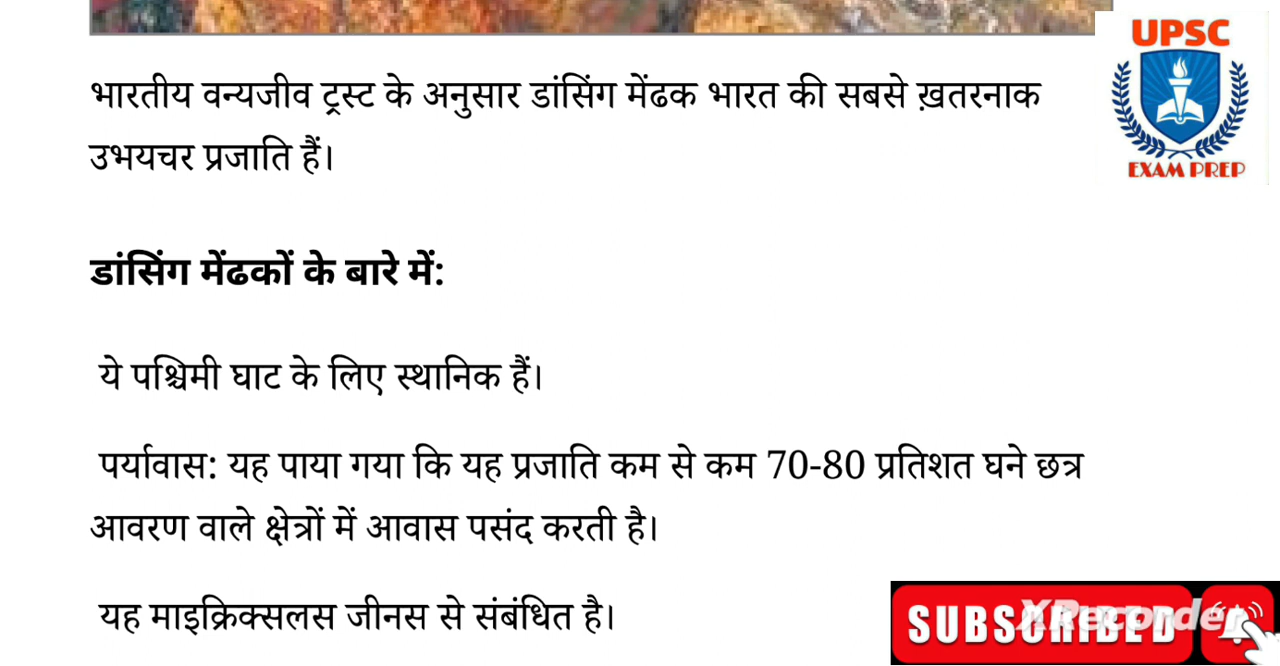 UPSC
EXAM PREP
भारतीय वन्यजीव ट्रस्ट के अनुसार डांसिंग मेंढक भारत की सबसे ख़तरनाक
उभयचर प्रजाति हैं।
डांसिंग मेंढकों के बारे में:
ये पश्चिमी घाट के लिए स्थानिक हैं।
पर्यावास: यह पाया गया कि यह प्रजाति कम से कम 70-80 प्रतिशत घने छत्र
आवरण वाले क्षेत्रों में आवास पसंद करती है।
यह माइक्रिक्सलस जीनस से संबंधित है।
SUBSCRIBED
XRecorder